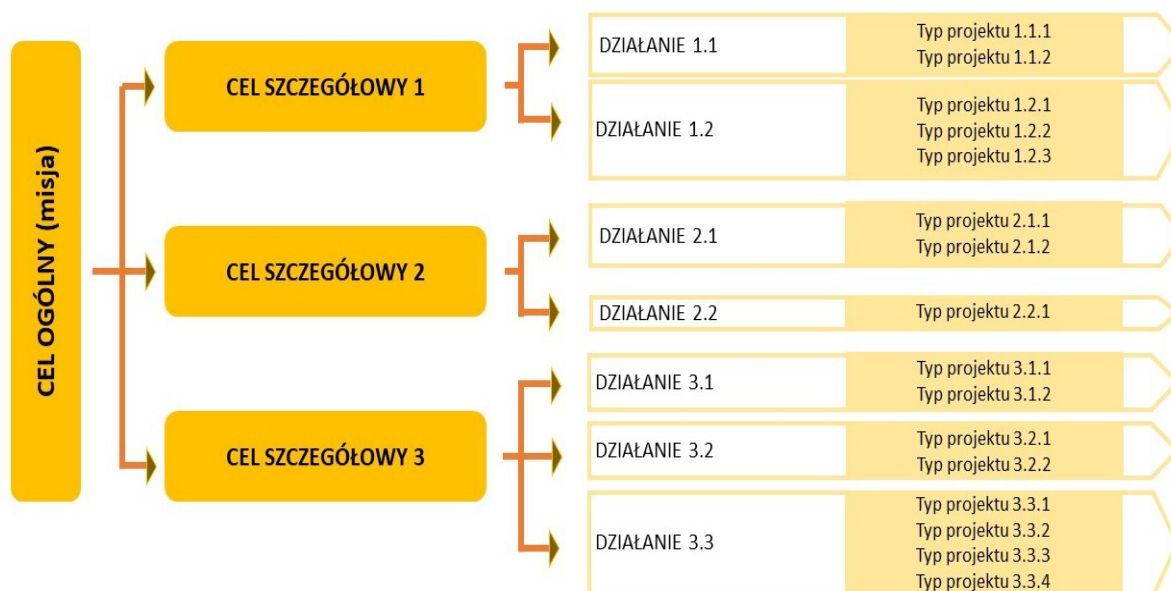 CEL OGÓLNY (misja)
CEL SZCZEGÓŁOWY 1
DZIAŁANIE 1.1
Typ projektu 1.1.1
Typ projektu 1.1.2
DZIAŁANIE 1.2
Typ projektu 1.2.1
Typ projektu 1.2.2
Typ projektu 1.2.3
CEL SZCZEGÓŁOWY 2
DZIAŁANIE 2.1
Typ projektu 2.1.1
Typ projektu 2.1.2
DZIAŁANIE 2.2
Typ projektu 2.2.1
CEL SZCZEGÓŁOWY 3
DZIAŁANIE 3.1
Typ projektu 3.1.1
Typ projektu 3.1.2
DZIAŁANIE 3.2
Typ projektu 3.2.1
Typ projektu 3.2.2
DZIAŁANIE 3.3
Typ projektu 3.3.1
Typ projektu 3.3.2
Typ projektu 3.3.3
Typ projektu 3.3.4